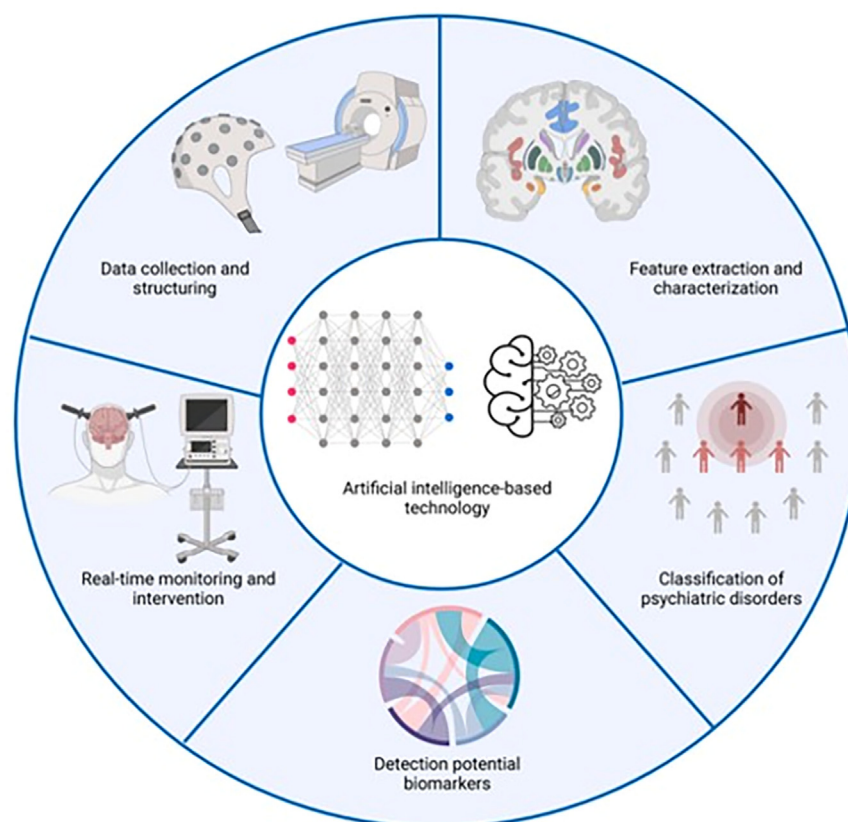 Data collection and
structuring
Feature extraction and
characterization
Artificial intelligence-based
technology
Real-time monitoring and
intervention
Classification of
psychiatric disorders
Detection potential
biomarkers